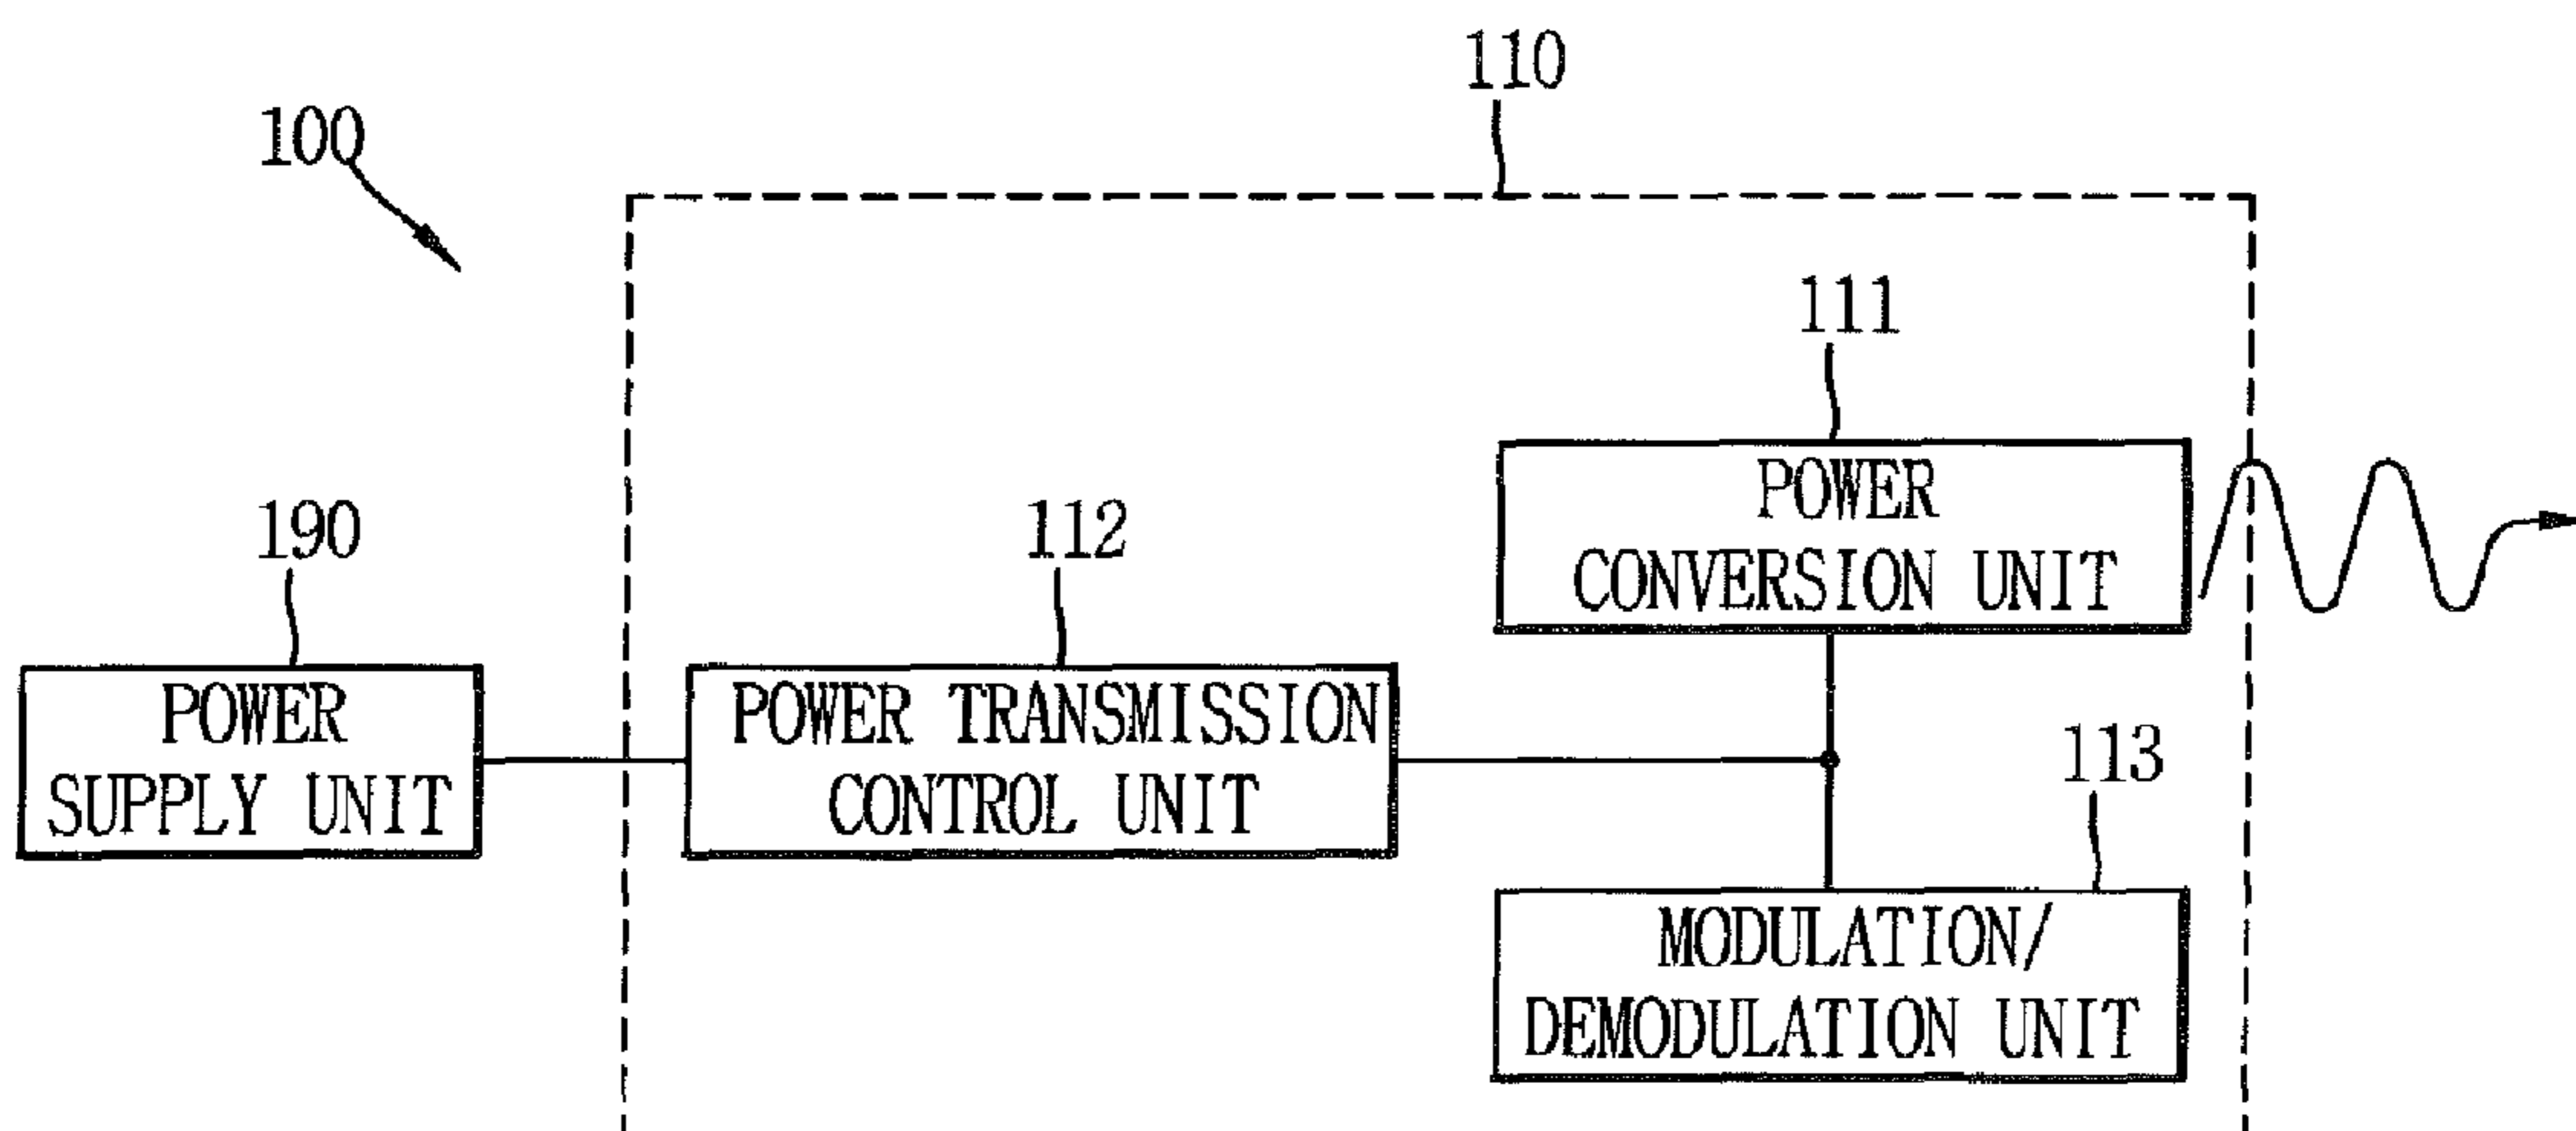 110
100
111
POWER
CONVERSION UNIT
190
112
POWER
SUPPLY UNIT
POWER TRANSMISSION
CONTROL UNIT
113
MODULATION/
DEMODULATION UNIT